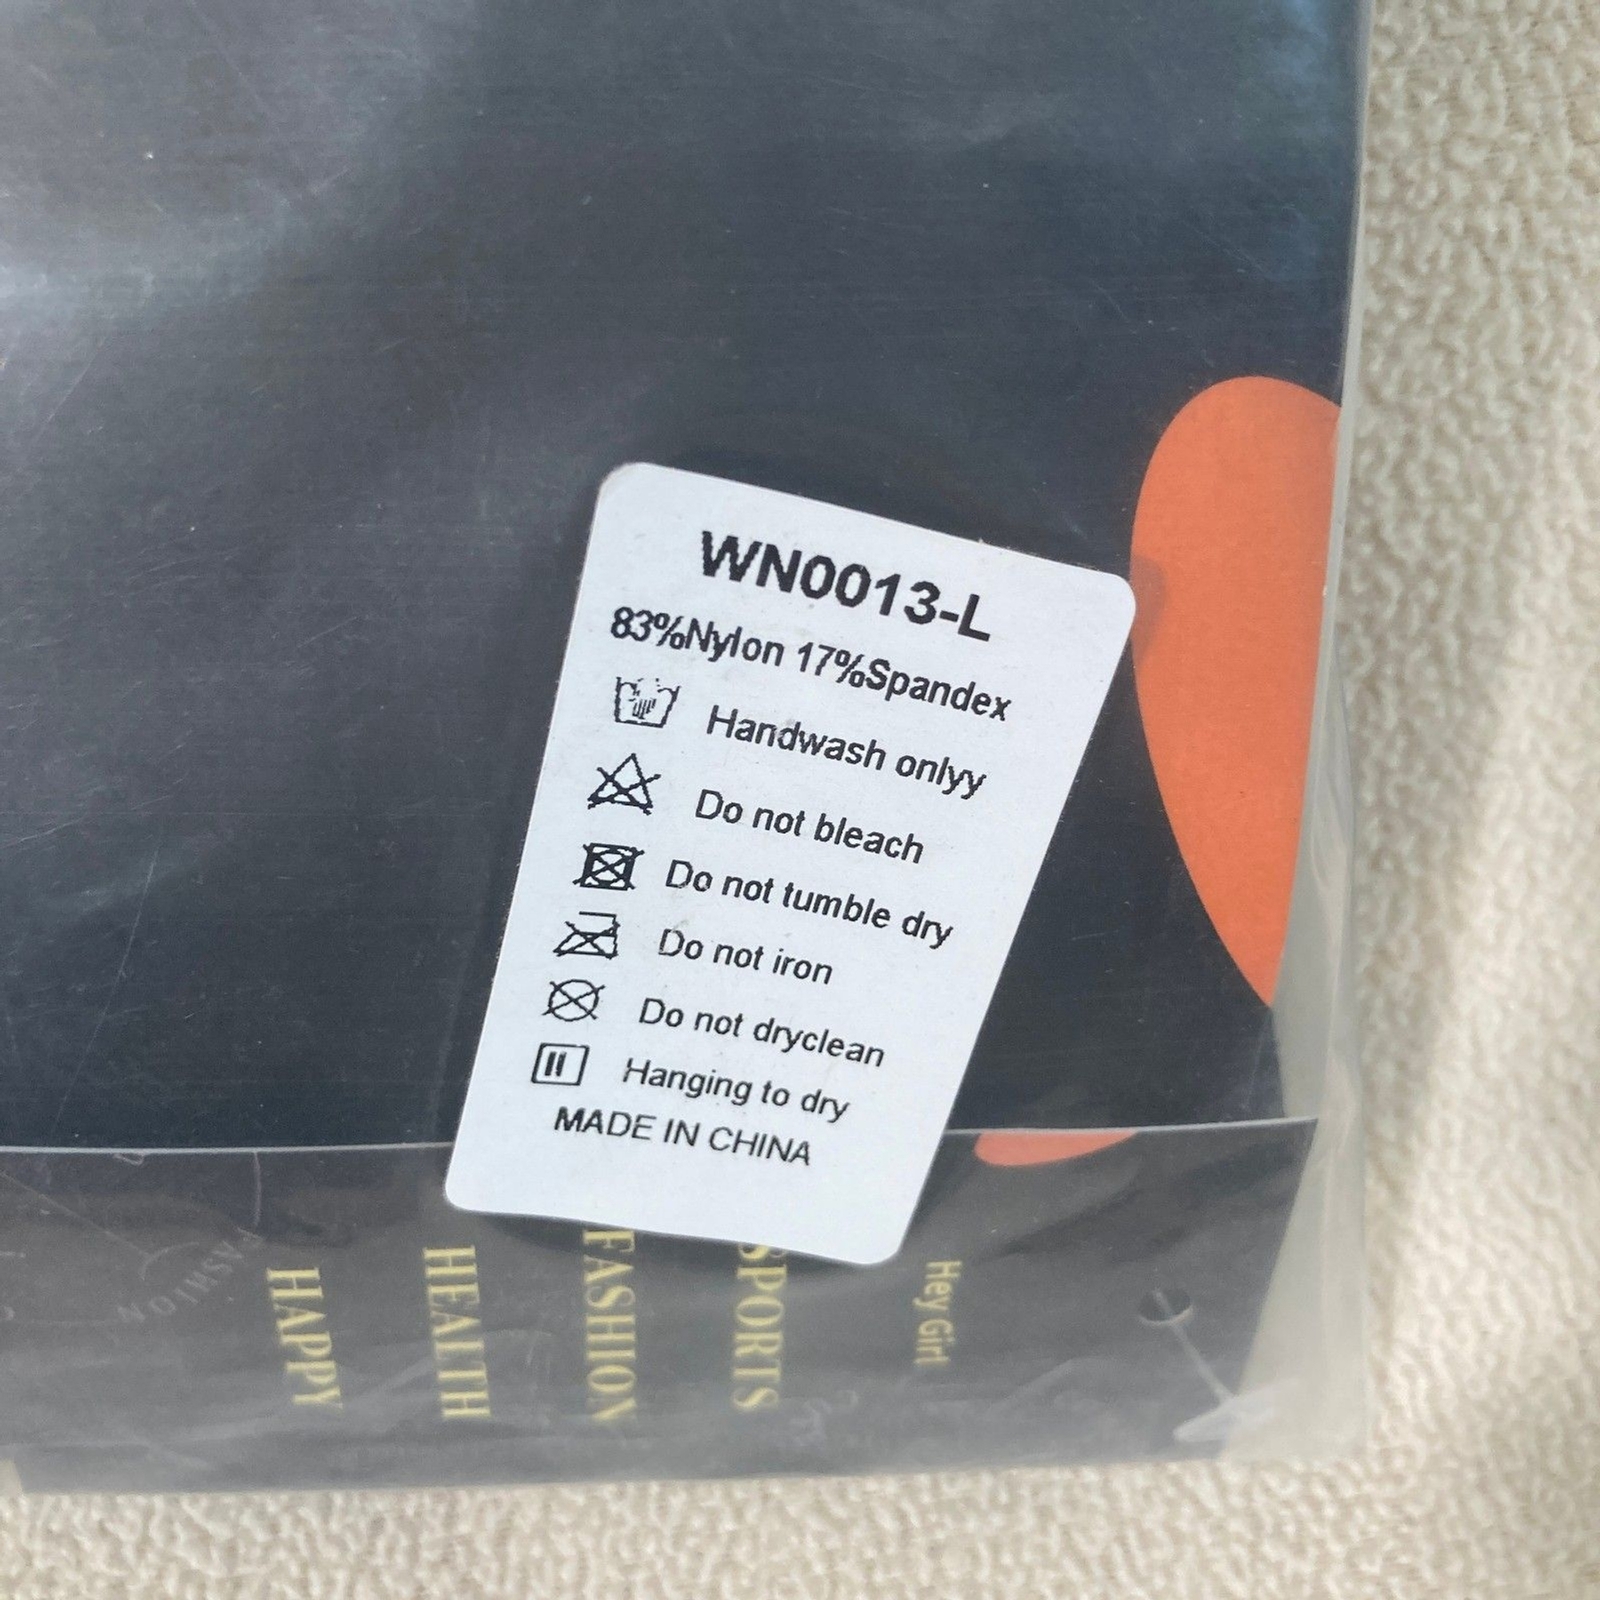 WN0013-L
83%Nylon 17%Spandex
Handwash onlyy
Do not bleach
Do not tumble dry
Do not iron
Do not dryclean
Hanging to dry
MADE IN CHINA
Hey Girl
SPORTS
FASHION
HEALTH
HAPPY
FASHION